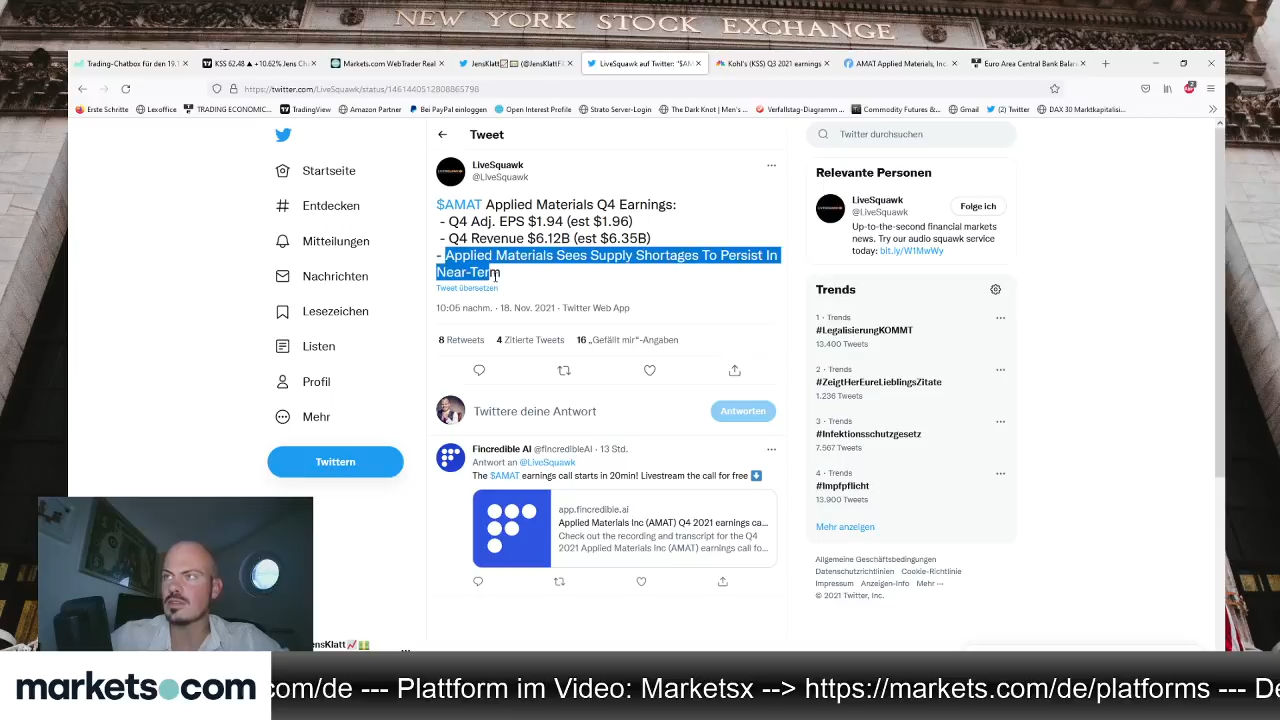 NEW YORK STOCK EXCHANGE
Trading-Chatbox für den 19.1
KSS 62.48 ▲ +10.62% Jens Ch
Markets.com WebTrader Real
JensKlatt (@JensKlattFX
LiveSquawk auf Twitter: "$AM
Kohl's (KSS) Q3 2021 earnings
AMAT Applied Materials, Inc.
Euro Area Central Bank Balan
https://twitter.com/LiveSquawk/status/1461440512808865798
Erste Schritte
Lexoffice
TRADING ECONOMIC...
TradingView
Amazon Partner
Bei PayPal einloggen
Open Interest Profile
Strato Server-Login
The Dark Knot | Men's ...
Verfallstag-Diagramm ...
Commodity Futures &...
Gmail
(2) Twitter
DAX 30 Marktkapitalisi...
Startseite
Entdecken
Mitteilungen
Nachrichten
Lesezeichen
Listen
Profil
Mehr
Twittern
JensKlatt
Tweet
LiveSquawk
@LiveSquawk
$AMAT Applied Materials Q4 Earnings:
- Q4 Adj. EPS $1.94 (est $1.96)
- Q4 Revenue $6.12B (est $6.35B)
- Applied Materials Sees Supply Shortages To Persist In
Near-Term
Tweet übersetzen
10:05 nachm. · 18. Nov. 2021 · Twitter Web App
8 Retweets 4 Zitierte Tweets 16 „Gefällt mir“-Angaben
Twittere deine Antwort
Antworten
Fincredible AI @fincredibleAI · 13 Std.
Antwort an @LiveSquawk
The $AMAT earnings call starts in 20min! Livestream the call for free
app.fincredible.ai
Applied Materials Inc (AMAT) Q4 2021 earnings ca...
Check out the recording and transcript for the Q4
2021 Applied Materials Inc (AMAT) earnings call fo...
Twitter durchsuchen
Relevante Personen
LiveSquawk
@LiveSquawk
Folge ich
Up-to-the-second financial markets
news. Try our audio squawk service
today: bit.ly/W1MwWy
Trends
1 · Trends
#LegalisierungKOMMT
13.400 Tweets
2 · Trends
#ZeigtHerEureLieblingsZitate
1.236 Tweets
3 · Trends
#Infektionsschutzgesetz
7.567 Tweets
4 · Trends
#Impfpflicht
13.900 Tweets
Mehr anzeigen
Allgemeine Geschäftsbedingungen
Datenschutzrichtlinien Cookie-Richtlinie
Impressum Anzeigen-Info Mehr ···
© 2021 Twitter, Inc.
markets.com
com/de --- Plattform im Video: Marketsx --> https://markets.com/de/platforms --- De